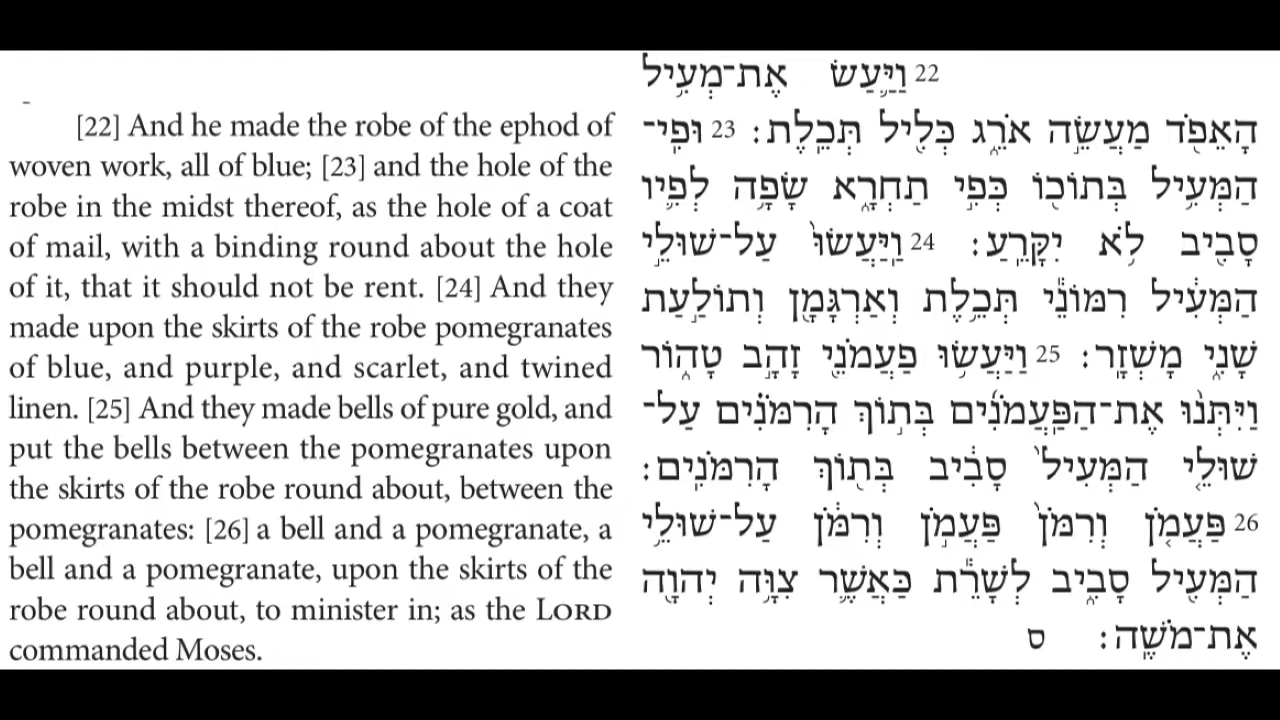 [22] And he made the robe of the ephod of
woven work, all of blue; [23] and the hole of the
robe in the midst thereof, as the hole of a coat
of mail, with a binding round about the hole
of it, that it should not be rent. [24] And they
made upon the skirts of the robe pomegranates
of blue, and purple, and scarlet, and twined
linen. [25] And they made bells of pure gold, and
put the bells between the pomegranates upon
the skirts of the robe round about, between the
pomegranates: [26] a bell and a pomegranate, a
bell and a pomegranate, upon the skirts of the
robe round about, to minister in; as the LORD
commanded Moses.
22 וַיַּ֛עַשׂ אֶת־מְעִ֥יל
הָאֵפֹ֖ד מַעֲשֵׂ֣ה אֹרֵ֑ג כְּלִ֖יל תְּכֵֽלֶת׃ 23 וּפִֽי־
הַמְּעִ֥יל בְּתוֹכ֖וֹ כְּפִ֣י תַחְרָ֑א שָׂפָ֥ה לְפִ֛יו
סָבִ֖יב לֹ֥א יִקָּרֵֽעַ׃ 24 וַֽיַּעֲשׂוּ֙ עַל־שׁוּלֵ֣י
הַמְּעִ֔יל רִמּוֹנֵ֕י תְּכֵ֥לֶת וְאַרְגָּמָ֖ן וְתוֹלַ֣עַת
שָׁנִ֑י מָשְׁזָֽר׃ 25 וַיַּעֲשׂ֥וּ פַעֲמֹנֵ֖י זָהָ֣ב טָה֑וֹר
וַיִּתְּנ֨וּ אֶת־הַפַּֽעֲמֹנִ֜ים בְּת֣וֹךְ הָרִמֹּנִ֗ים עַל־
שׁוּלֵ֤י הַמְּעִיל֙ סָבִ֔יב בְּת֖וֹךְ הָרִמֹּנִֽים׃
26 פַּעֲמֹ֤ן וְרִמֹּן֙ פַּעֲמֹ֣ן וְרִמֹּ֔ן עַל־שׁוּלֵ֥י
הַמְּעִ֖יל סָבִ֑יב לְשָׁרֵ֕ת כַּאֲשֶׁ֛ר צִוָּ֥ה יְהוָ֖ה
אֶת־מֹשֶֽׁה׃ ס